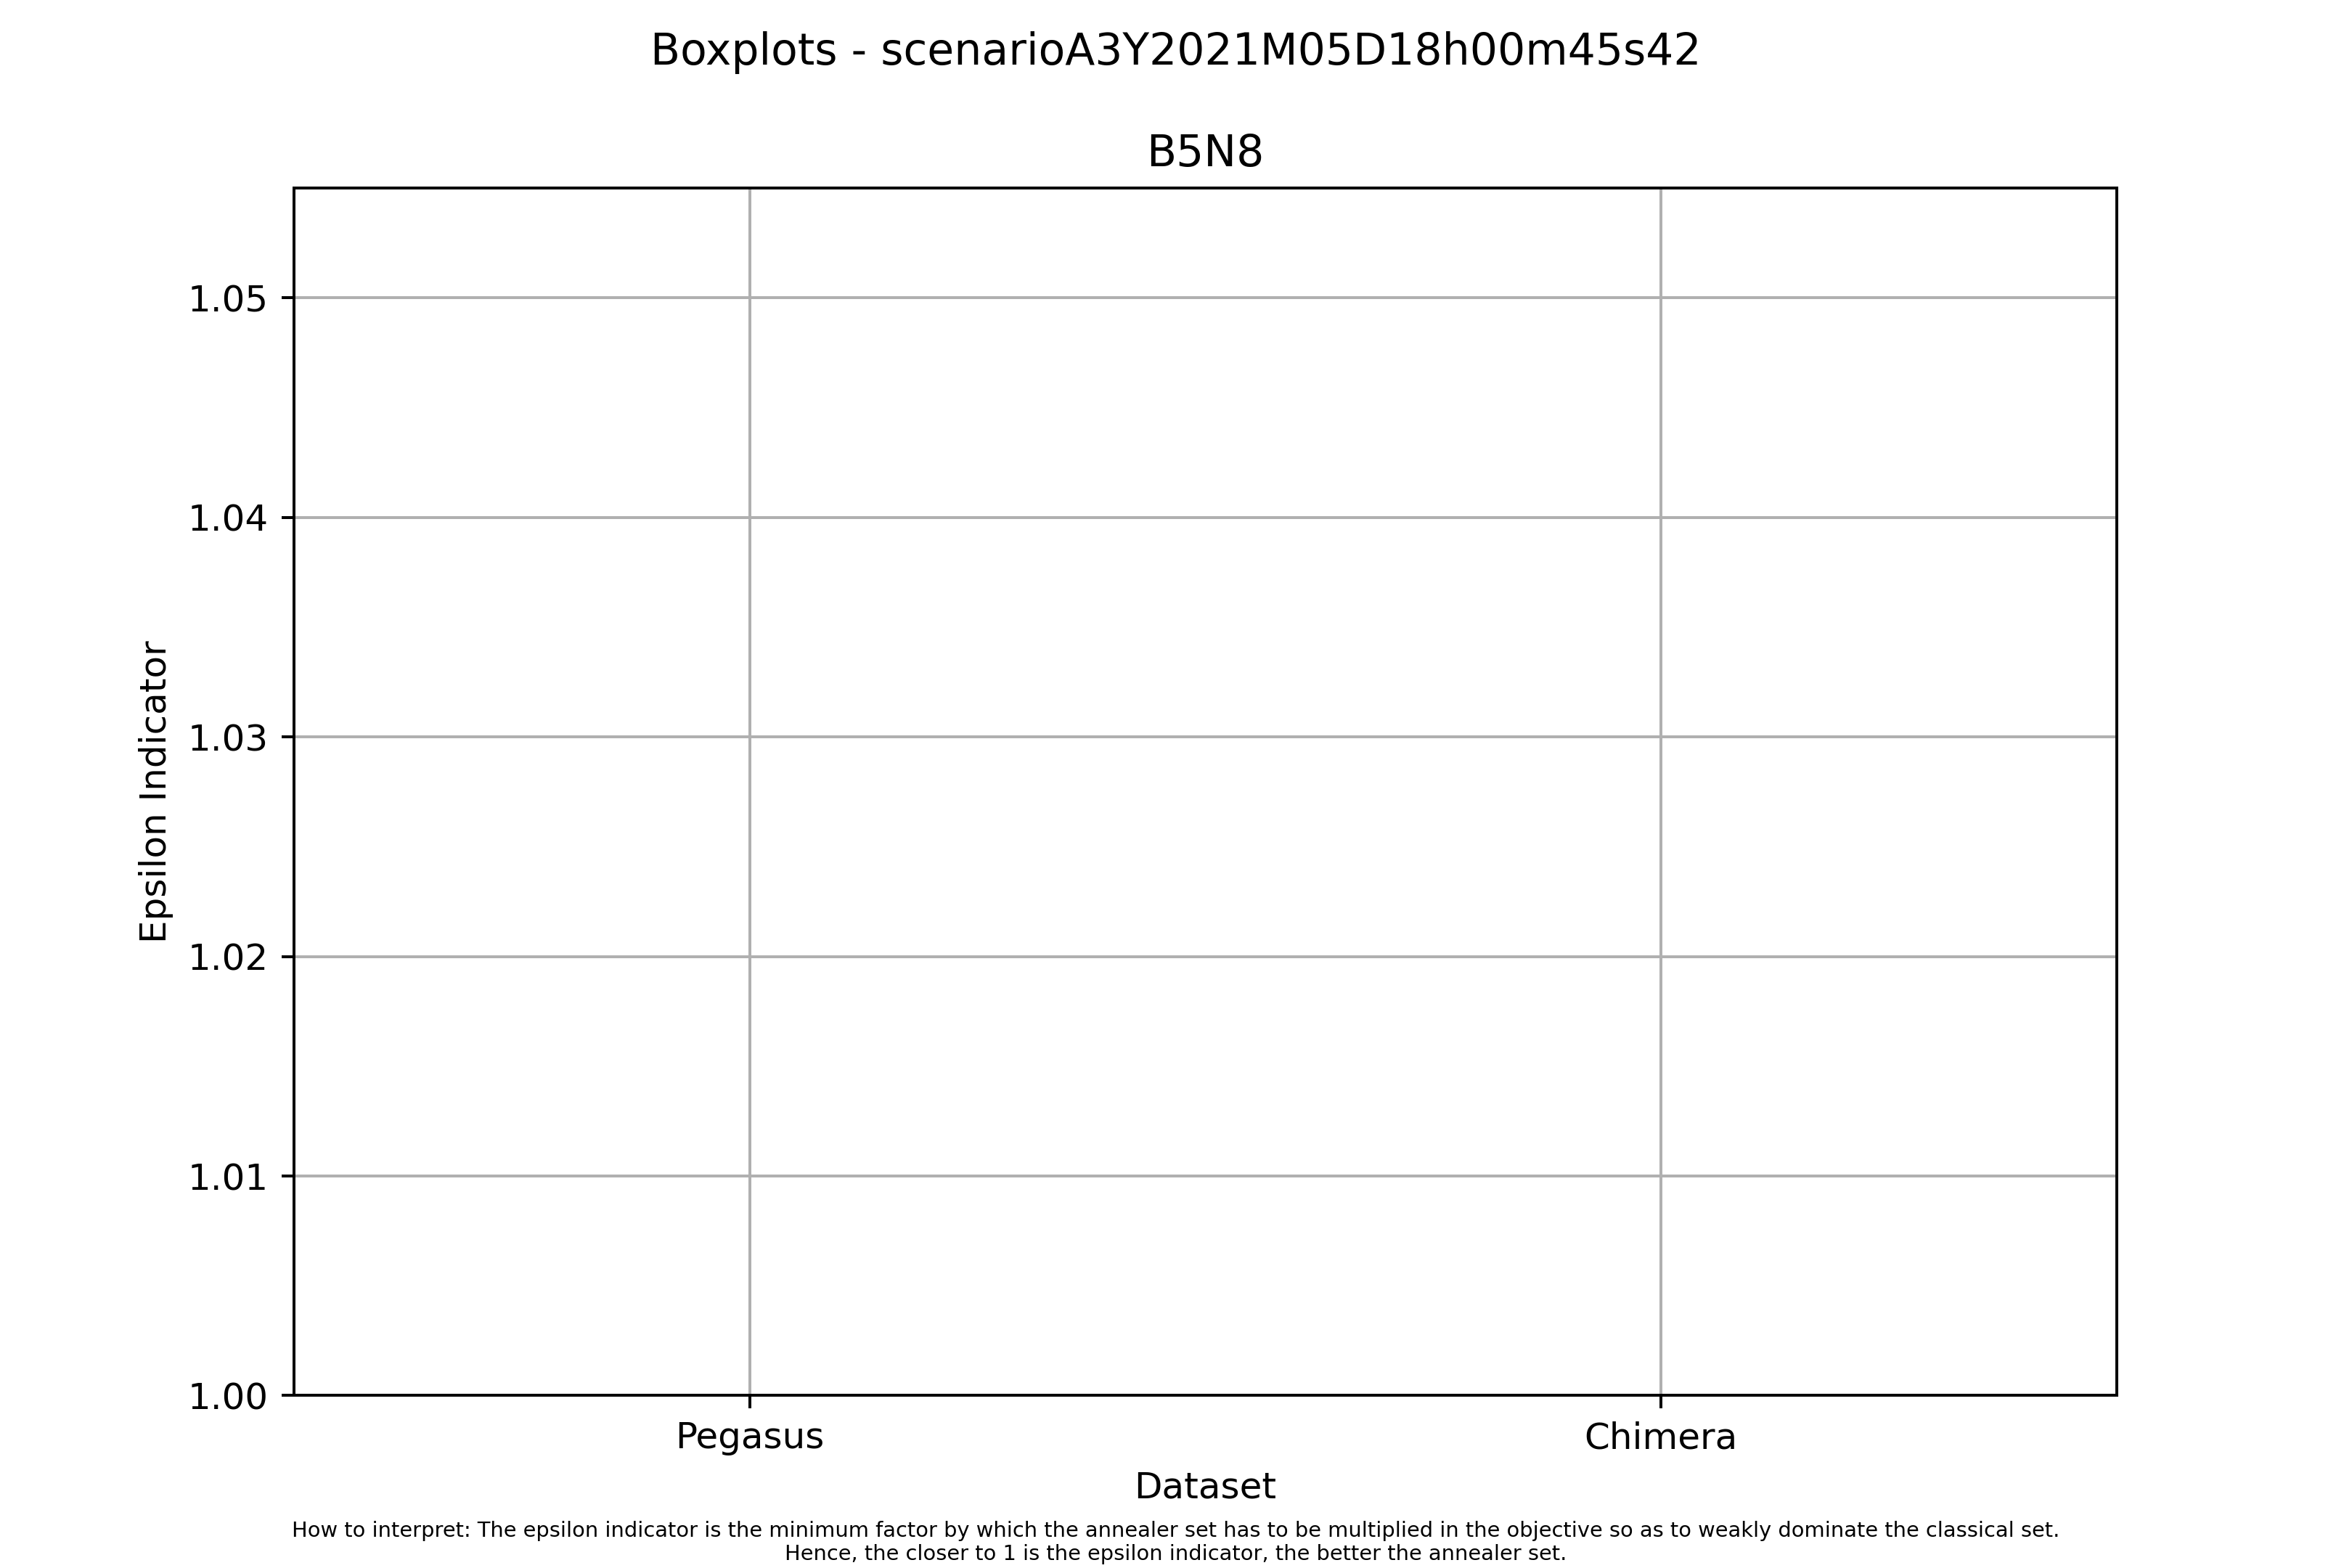 Boxplots - scenarioA3Y2021M05D18h00m45s42
B5N8
Epsilon Indicator
1.05
1.04
1.03
1.02
1.01
1.00
Pegasus
Chimera
Dataset
How to interpret: The epsilon indicator is the minimum factor by which the annealer set has to be multiplied in the objective so as to weakly dominate the classical set.
Hence, the closer to 1 is the epsilon indicator, the better the annealer set.